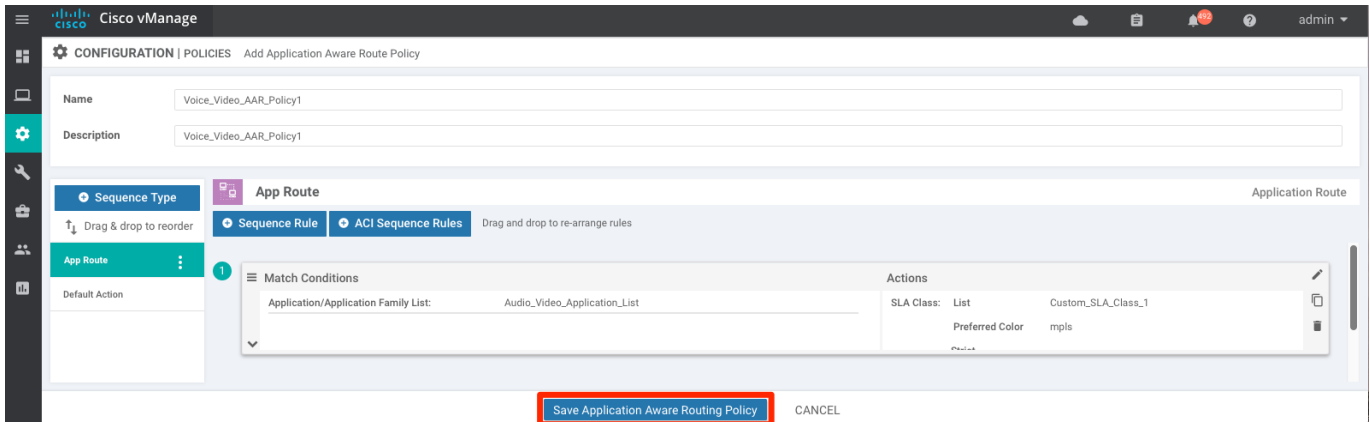 cisco Cisco vManage 492 admin
CONFIGURATION | POLICIES Add Application Aware Route Policy
Name Voice_Video_AAR_Policy1
Description Voice_Video_AAR_Policy1
Sequence Type App Route Application Route
Drag & drop to reorder Sequence Rule ACI Sequence Rules Drag and drop to re-arrange rules
App Route
1 Match Conditions Actions
Default Action Application/Application Family List: Audio_Video_Application_List SLA Class: List Custom_SLA_Class_1
Preferred Color mpls
Save Application Aware Routing Policy CANCEL